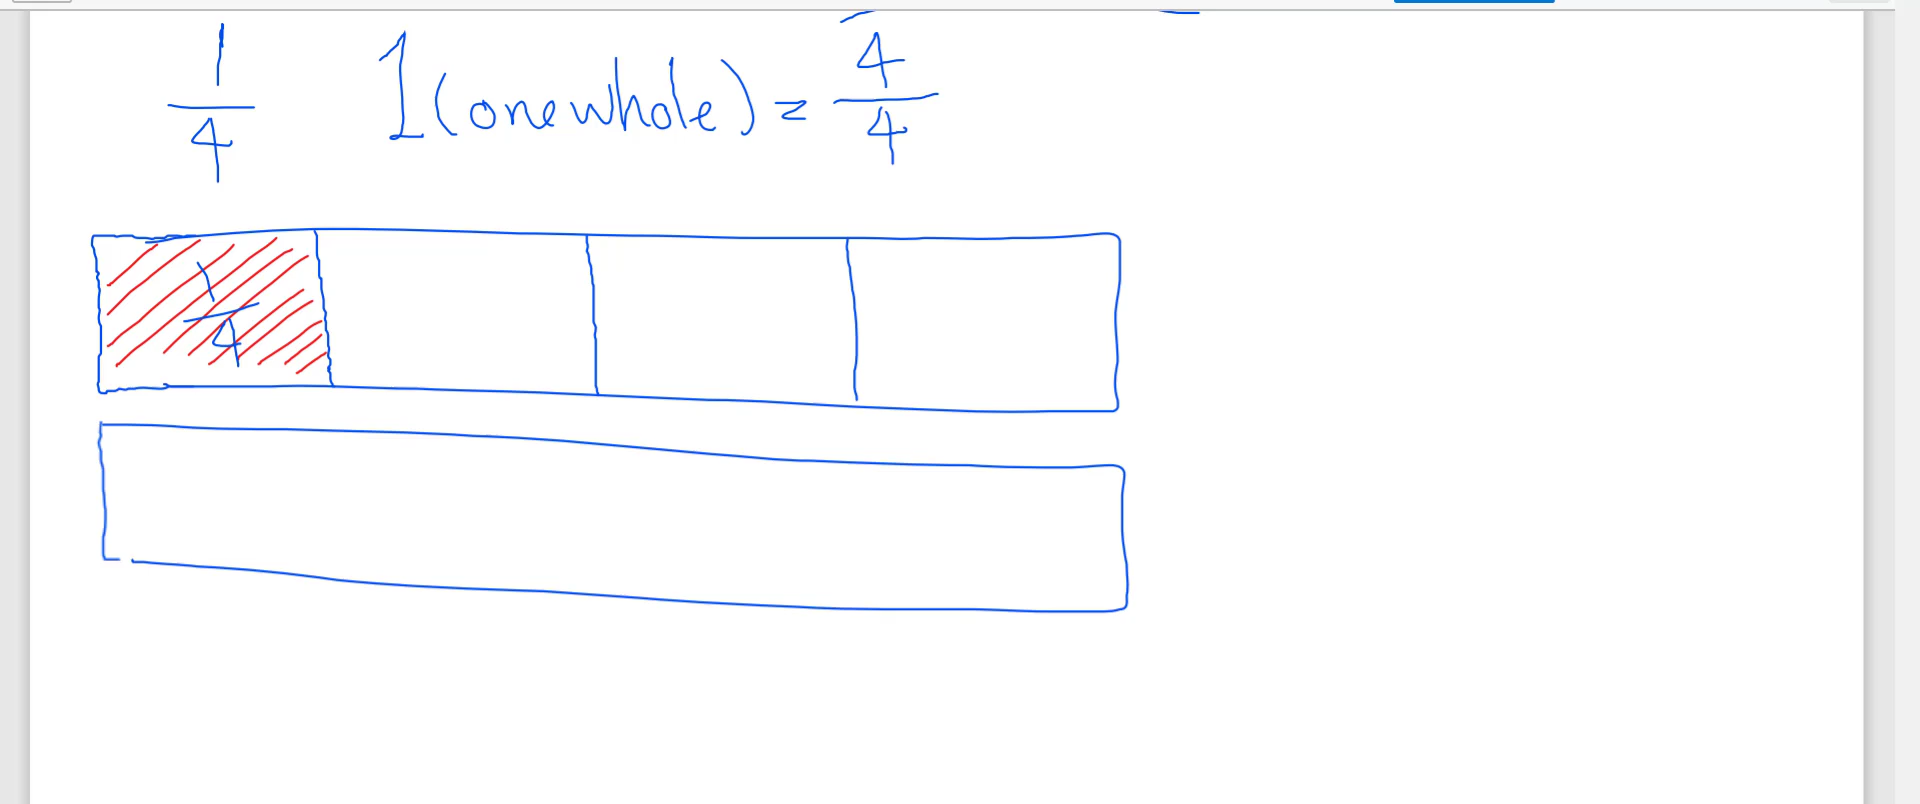 1/4 1 (one whole) = 4/4
1/4